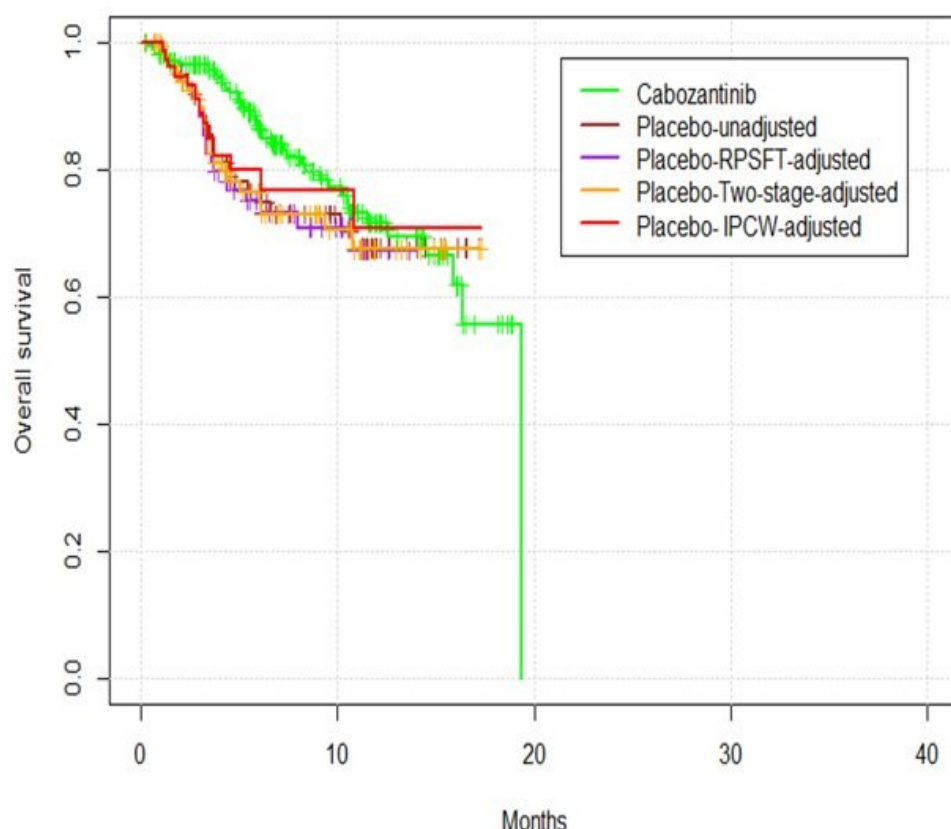 Overall survival
1.0
0.8
0.6
0.4
0.2
0.0
Cabozantinib
Placebo-unadjusted
Placebo-RPSFT-adjusted
Placebo-Two-stage-adjusted
Placebo- IPCW-adjusted
0 10 20 30 40
Months